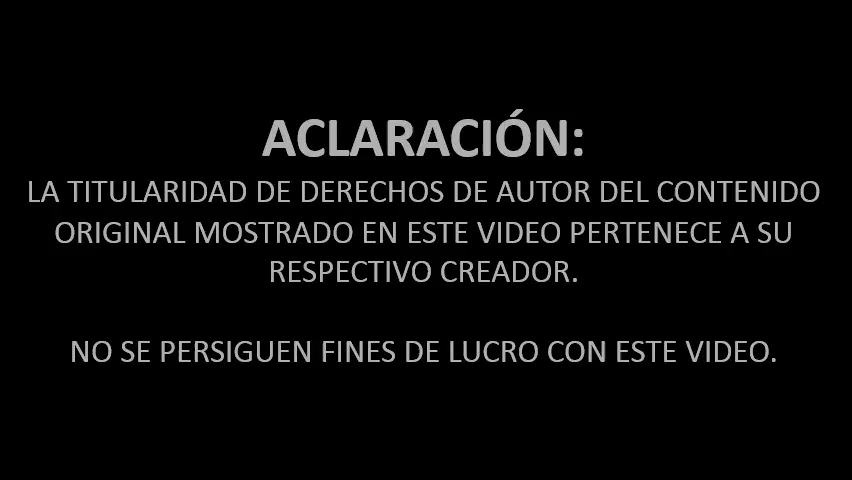 ACLARACIÓN:
LA TITULARIDAD DE DERECHOS DE AUTOR DEL CONTENIDO
ORIGINAL MOSTRADO EN ESTE VIDEO PERTENECE A SU
RESPECTIVO CREADOR.
NO SE PERSIGUEN FINES DE LUCRO CON ESTE VIDEO.